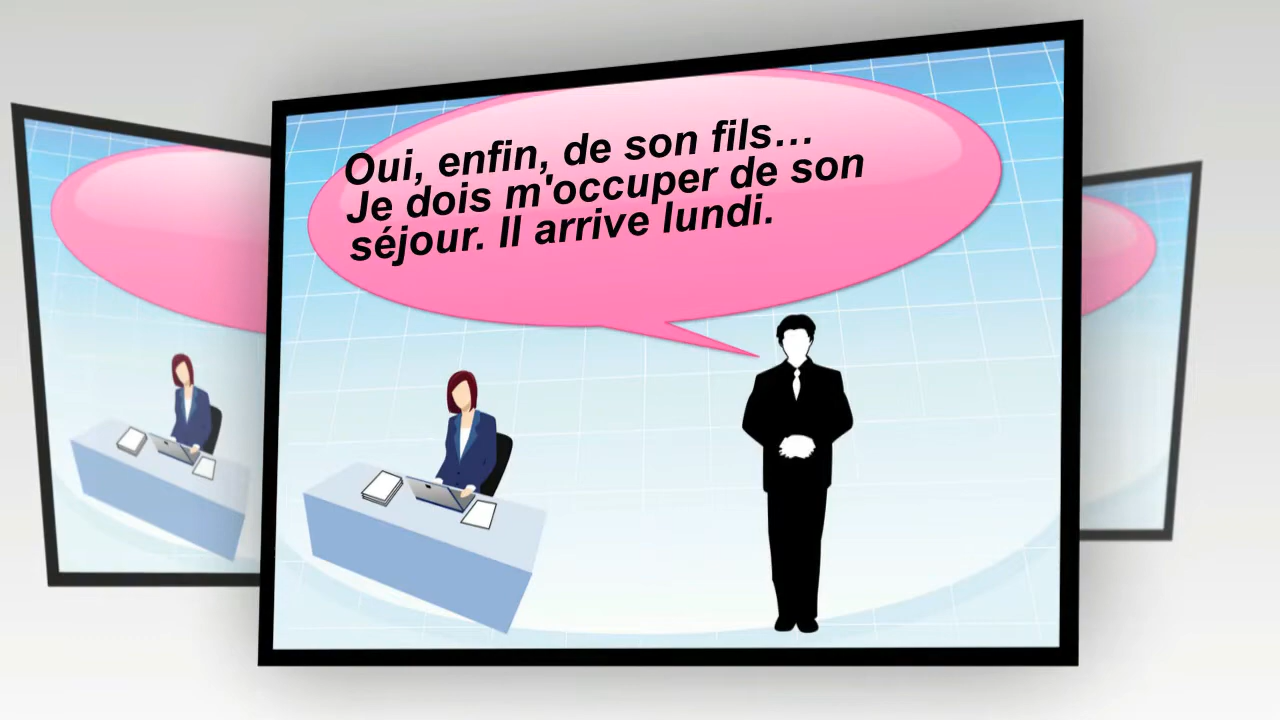 Oui, enfin, de son fils…
Je dois m'occuper de son
séjour. Il arrive lundi.